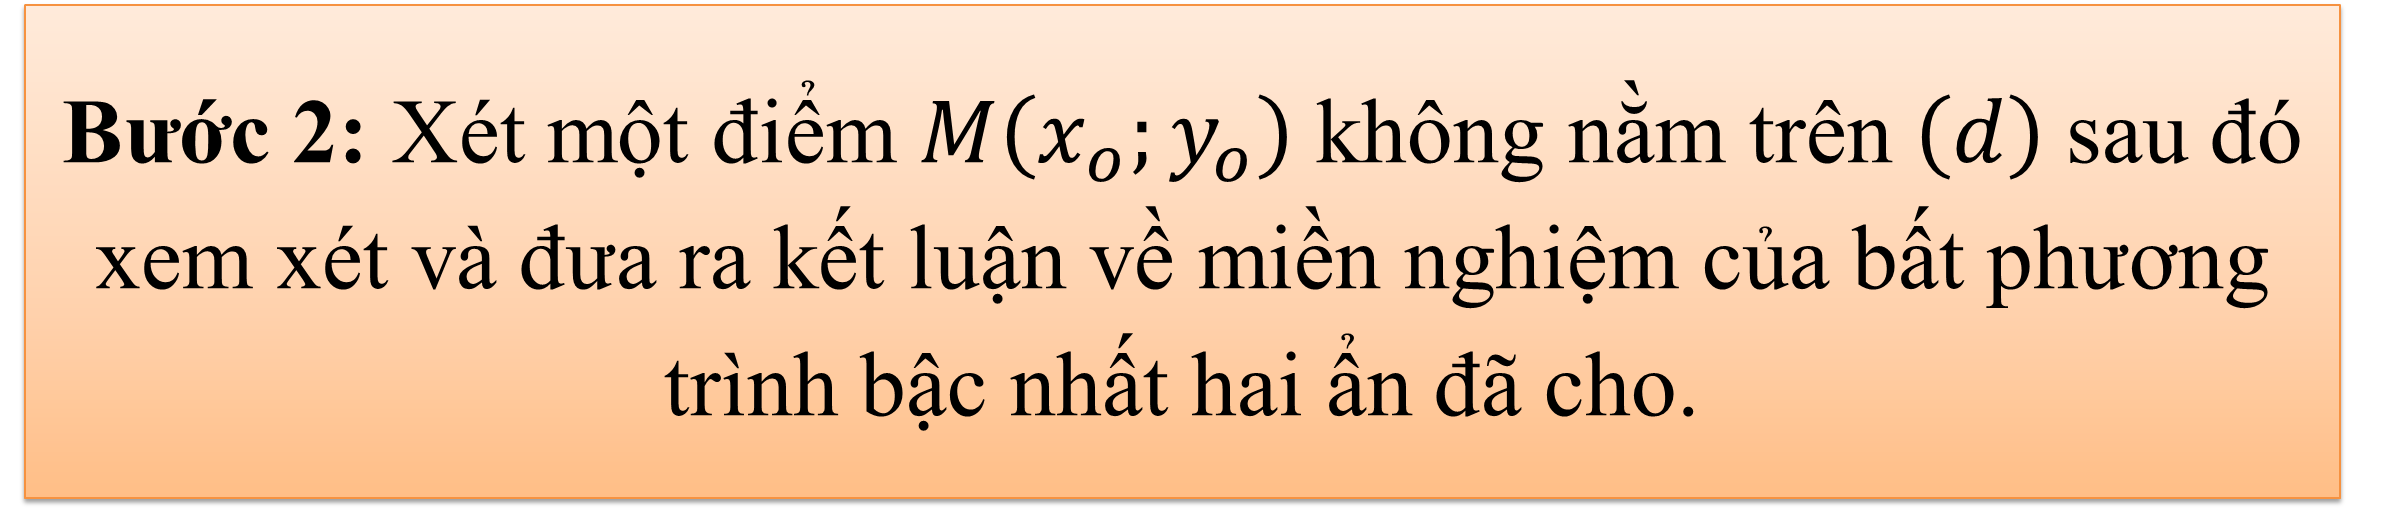 Bước 2: Xét một điểm M(xₒ; yₒ) không nằm trên (d) sau đó
xem xét và đưa ra kết luận về miền nghiệm của bất phương
trình bậc nhất hai ẩn đã cho.